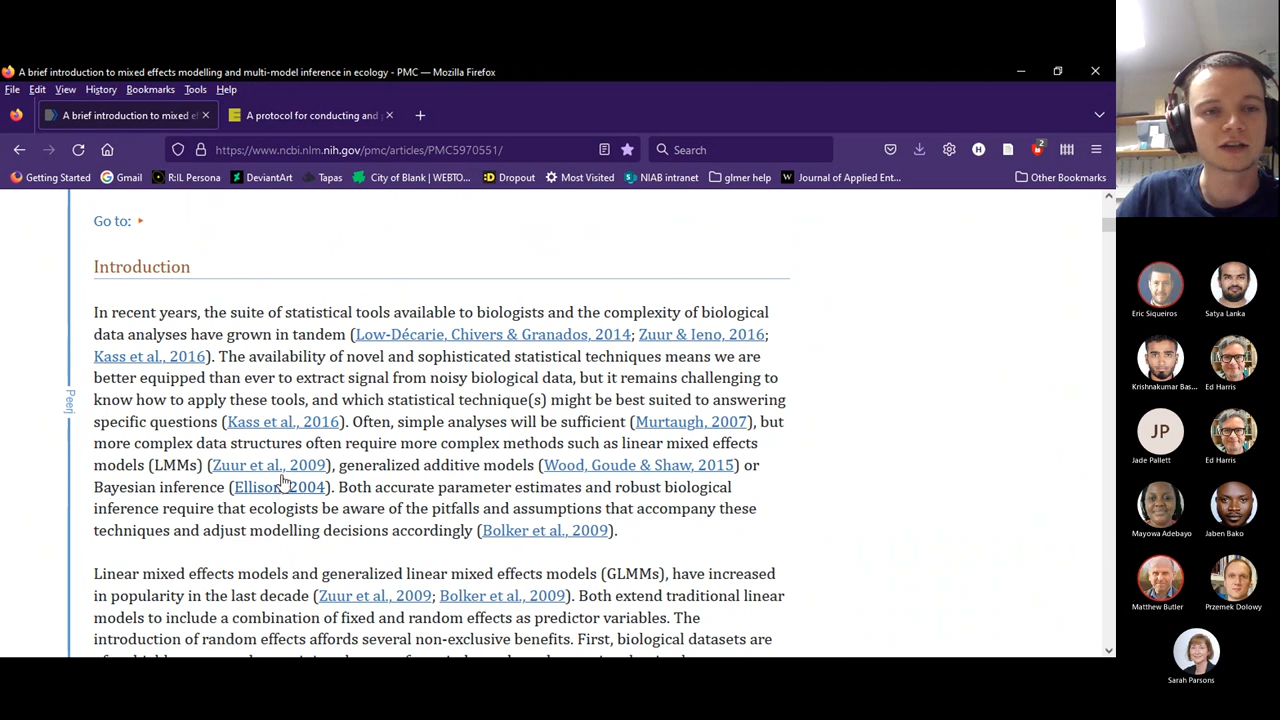 A brief introduction to mixed effects modelling and multi-model inference in ecology - PMC — Mozilla Firefox
File Edit View History Bookmarks Tools Help
A brief introduction to mixed ef
A protocol for conducting and p
https://www.ncbi.nlm.nih.gov/pmc/articles/PMC5970551/
Search
2
Getting Started Gmail R:IL Persona DeviantArt Tapas City of Blank | WEBTO... Dropout Most Visited NIAB intranet glmer help Journal of Applied Ent... Other Bookmarks
Go to:
Introduction
In recent years, the suite of statistical tools available to biologists and the complexity of biological
data analyses have grown in tandem (Low-Décarie, Chivers & Granados, 2014; Zuur & Ieno, 2016;
Kass et al., 2016). The availability of novel and sophisticated statistical techniques means we are
better equipped than ever to extract signal from noisy biological data, but it remains challenging to
know how to apply these tools, and which statistical technique(s) might be best suited to answering
specific questions (Kass et al., 2016). Often, simple analyses will be sufficient (Murtaugh, 2007), but
more complex data structures often require more complex methods such as linear mixed effects
models (LMMs) (Zuur et al., 2009), generalized additive models (Wood, Goude & Shaw, 2015) or
Bayesian inference (Ellison, 2004). Both accurate parameter estimates and robust biological
inference require that ecologists be aware of the pitfalls and assumptions that accompany these
techniques and adjust modelling decisions accordingly (Bolker et al., 2009).
Linear mixed effects models and generalized linear mixed effects models (GLMMs), have increased
in popularity in the last decade (Zuur et al., 2009; Bolker et al., 2009). Both extend traditional linear
models to include a combination of fixed and random effects as predictor variables. The
introduction of random effects affords several non-exclusive benefits. First, biological datasets are
PeerJ
Eric Siqueiros
Satya Lanka
Krishnakumar Bas...
Ed Harris
JP
Jade Pallett
Ed Harris
Mayowa Adebayo
Jaben Bako
Matthew Butler
Przemek Dolowy
Sarah Parsons